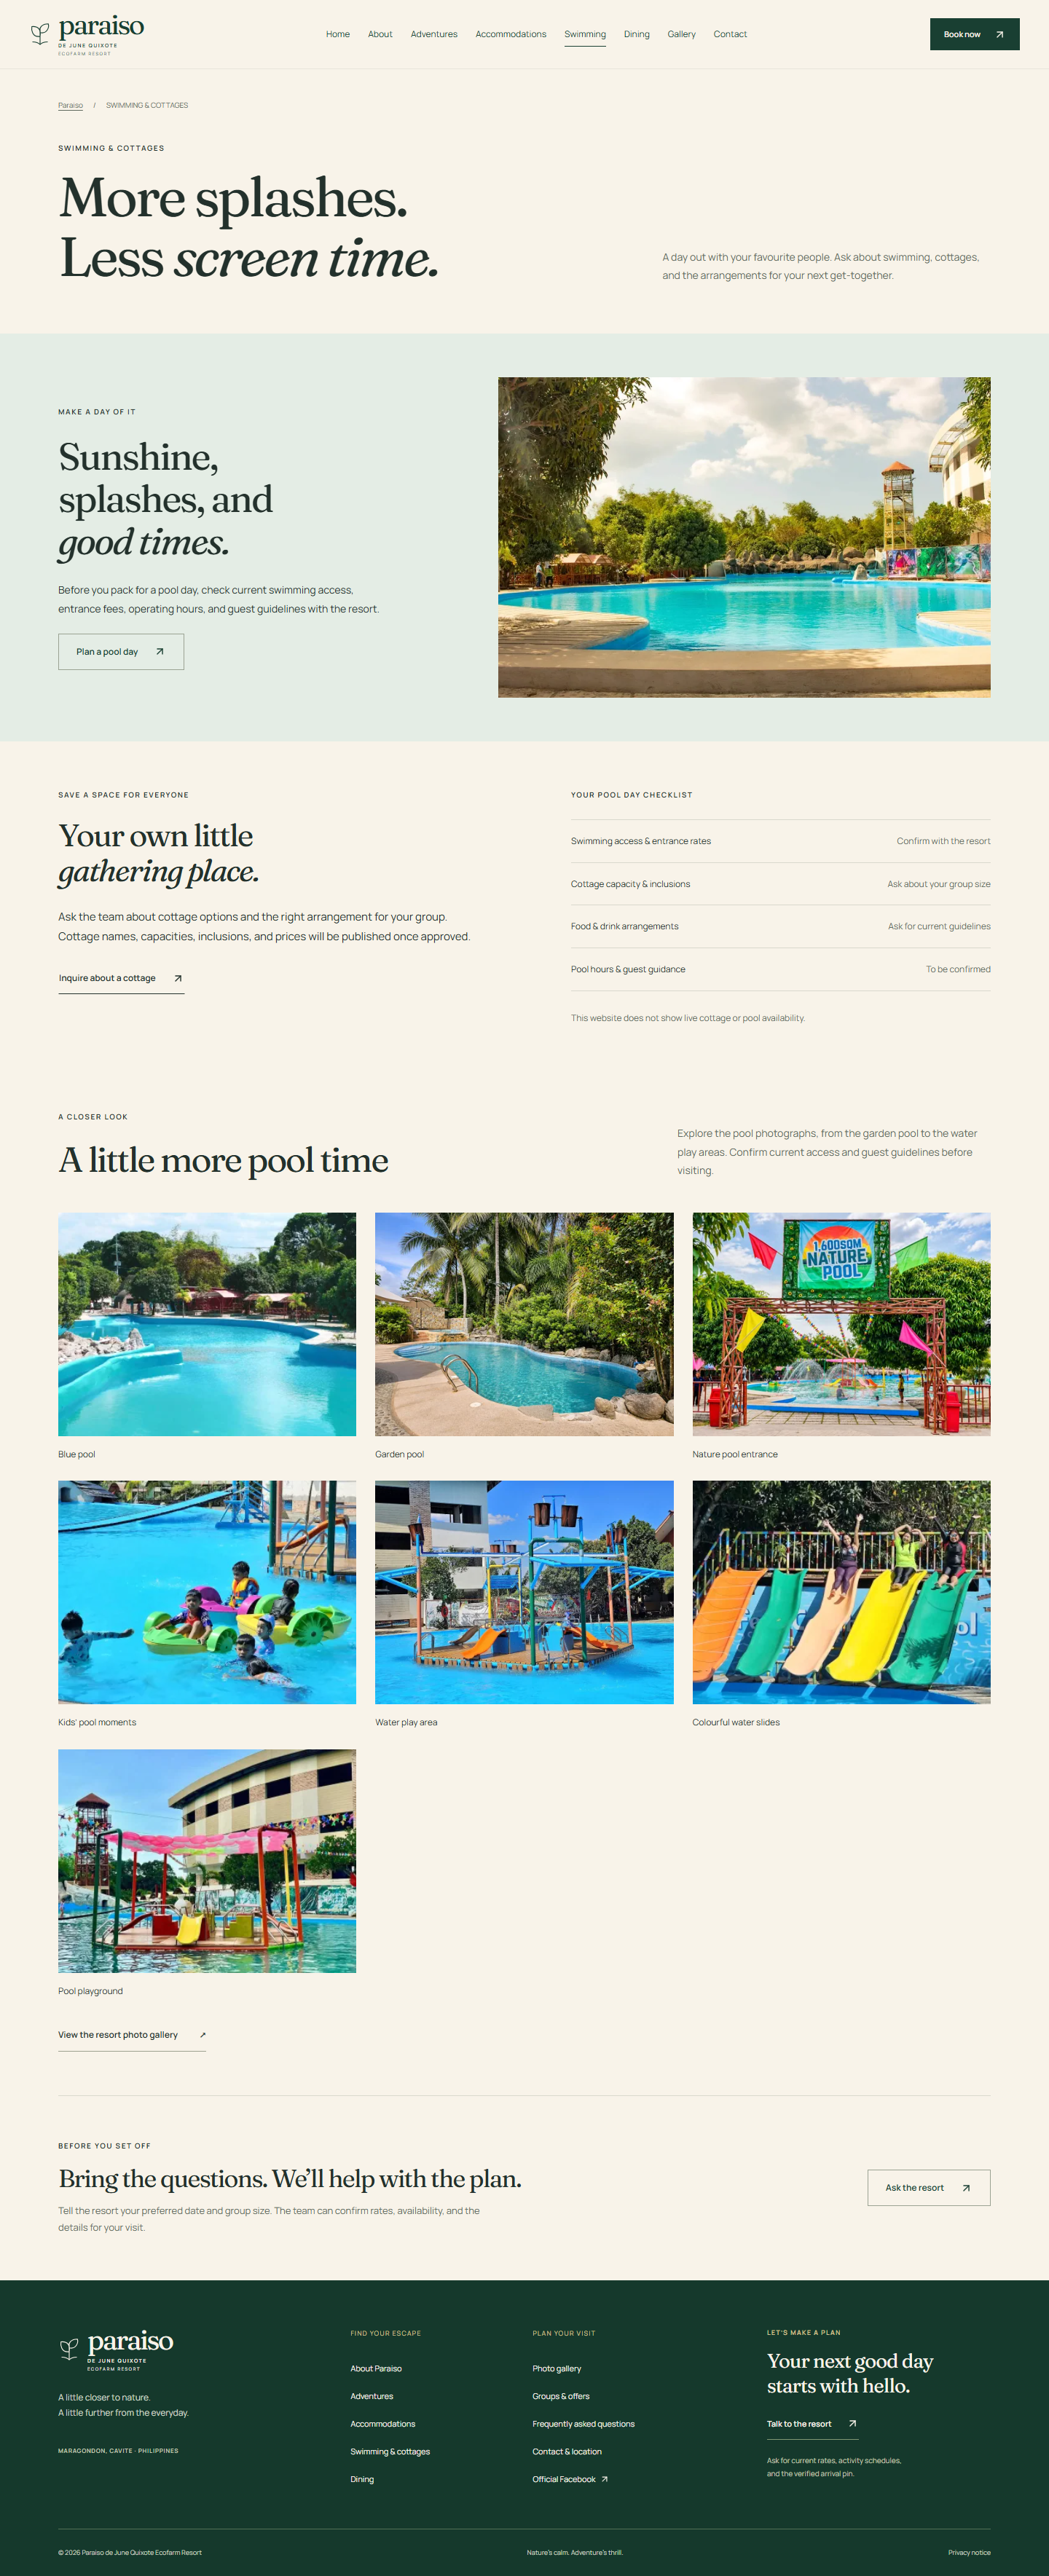 paraiso
DE JUNE QUIXOTE
ECOFARM RESORT
Home
About
Adventures
Accommodations
Swimming
Dining
Gallery
Contact
Book now
Paraiso / SWIMMING & COTTAGES
SWIMMING & COTTAGES
More splashes.
Less screen time.
A day out with your favourite people. Ask about swimming, cottages,
and the arrangements for your next get-together.
MAKE A DAY OF IT
Sunshine,
splashes, and
good times.
Before you pack for a pool day, check current swimming access,
entrance fees, operating hours, and guest guidelines with the resort.
Plan a pool day
SAVE A SPACE FOR EVERYONE
Your own little
gathering place.
Ask the team about cottage options and the right arrangement for your group.
Cottage names, capacities, inclusions, and prices will be published once approved.
Inquire about a cottage
YOUR POOL DAY CHECKLIST
Swimming access & entrance rates
Confirm with the resort
Cottage capacity & inclusions
Ask about your group size
Food & drink arrangements
Ask for current guidelines
Pool hours & guest guidance
To be confirmed
This website does not show live cottage or pool availability.
A CLOSER LOOK
A little more pool time
Explore the pool photographs, from the garden pool to the water
play areas. Confirm current access and guest guidelines before
visiting.
1,600SQM
NATURE
POOL
Blue pool
Garden pool
Nature pool entrance
ol
Kids' pool moments
Water play area
Colourful water slides
Pool playground
View the resort photo gallery ↗
BEFORE YOU SET OFF
Bring the questions. We’ll help with the plan.
Tell the resort your preferred date and group size. The team can confirm rates, availability, and the
details for your visit.
Ask the resort
paraiso
DE JUNE QUIXOTE
ECOFARM RESORT
A little closer to nature.
A little further from the everyday.
MARAGONDON, CAVITE · PHILIPPINES
FIND YOUR ESCAPE
About Paraiso
Adventures
Accommodations
Swimming & cottages
Dining
PLAN YOUR VISIT
Photo gallery
Groups & offers
Frequently asked questions
Contact & location
Official Facebook
LET’S MAKE A PLAN
Your next good day
starts with hello.
Talk to the resort
Ask for current rates, activity schedules,
and the verified arrival pin.
© 2026 Paraiso de June Quixote Ecofarm Resort
Nature’s calm. Adventure’s thrill.
Privacy notice